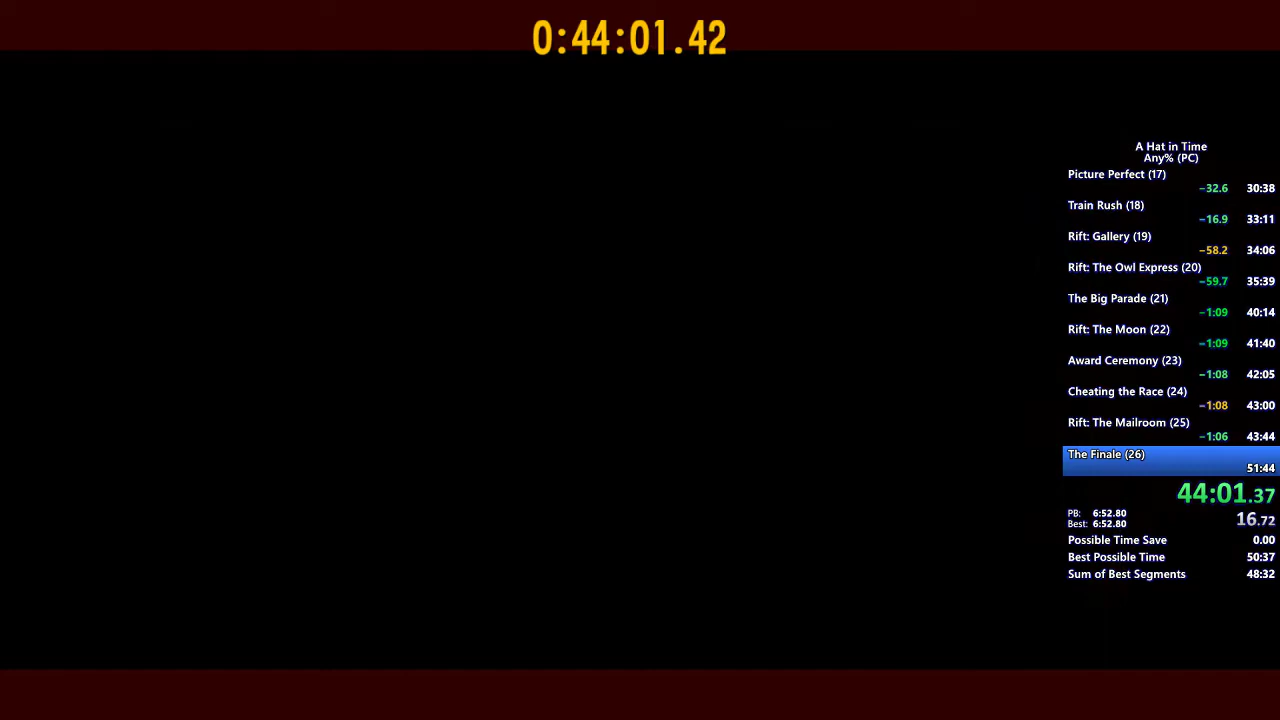 0:44:01.42
A Hat in Time
Any% (PC)
Picture Perfect (17)
−32.6 30:38
Train Rush (18)
−16.9 33:11
Rift: Gallery (19)
−58.2 34:06
Rift: The Owl Express (20)
−59.7 35:39
The Big Parade (21)
−1:09 40:14
Rift: The Moon (22)
−1:09 41:40
Award Ceremony (23)
−1:08 42:05
Cheating the Race (24)
−1:08 43:00
Rift: The Mailroom (25)
−1:06 43:44
The Finale (26)
51:44
44:01.37
PB: 6:52.80
Best: 6:52.80
16.72
Possible Time Save 0.00
Best Possible Time 50:37
Sum of Best Segments 48:32